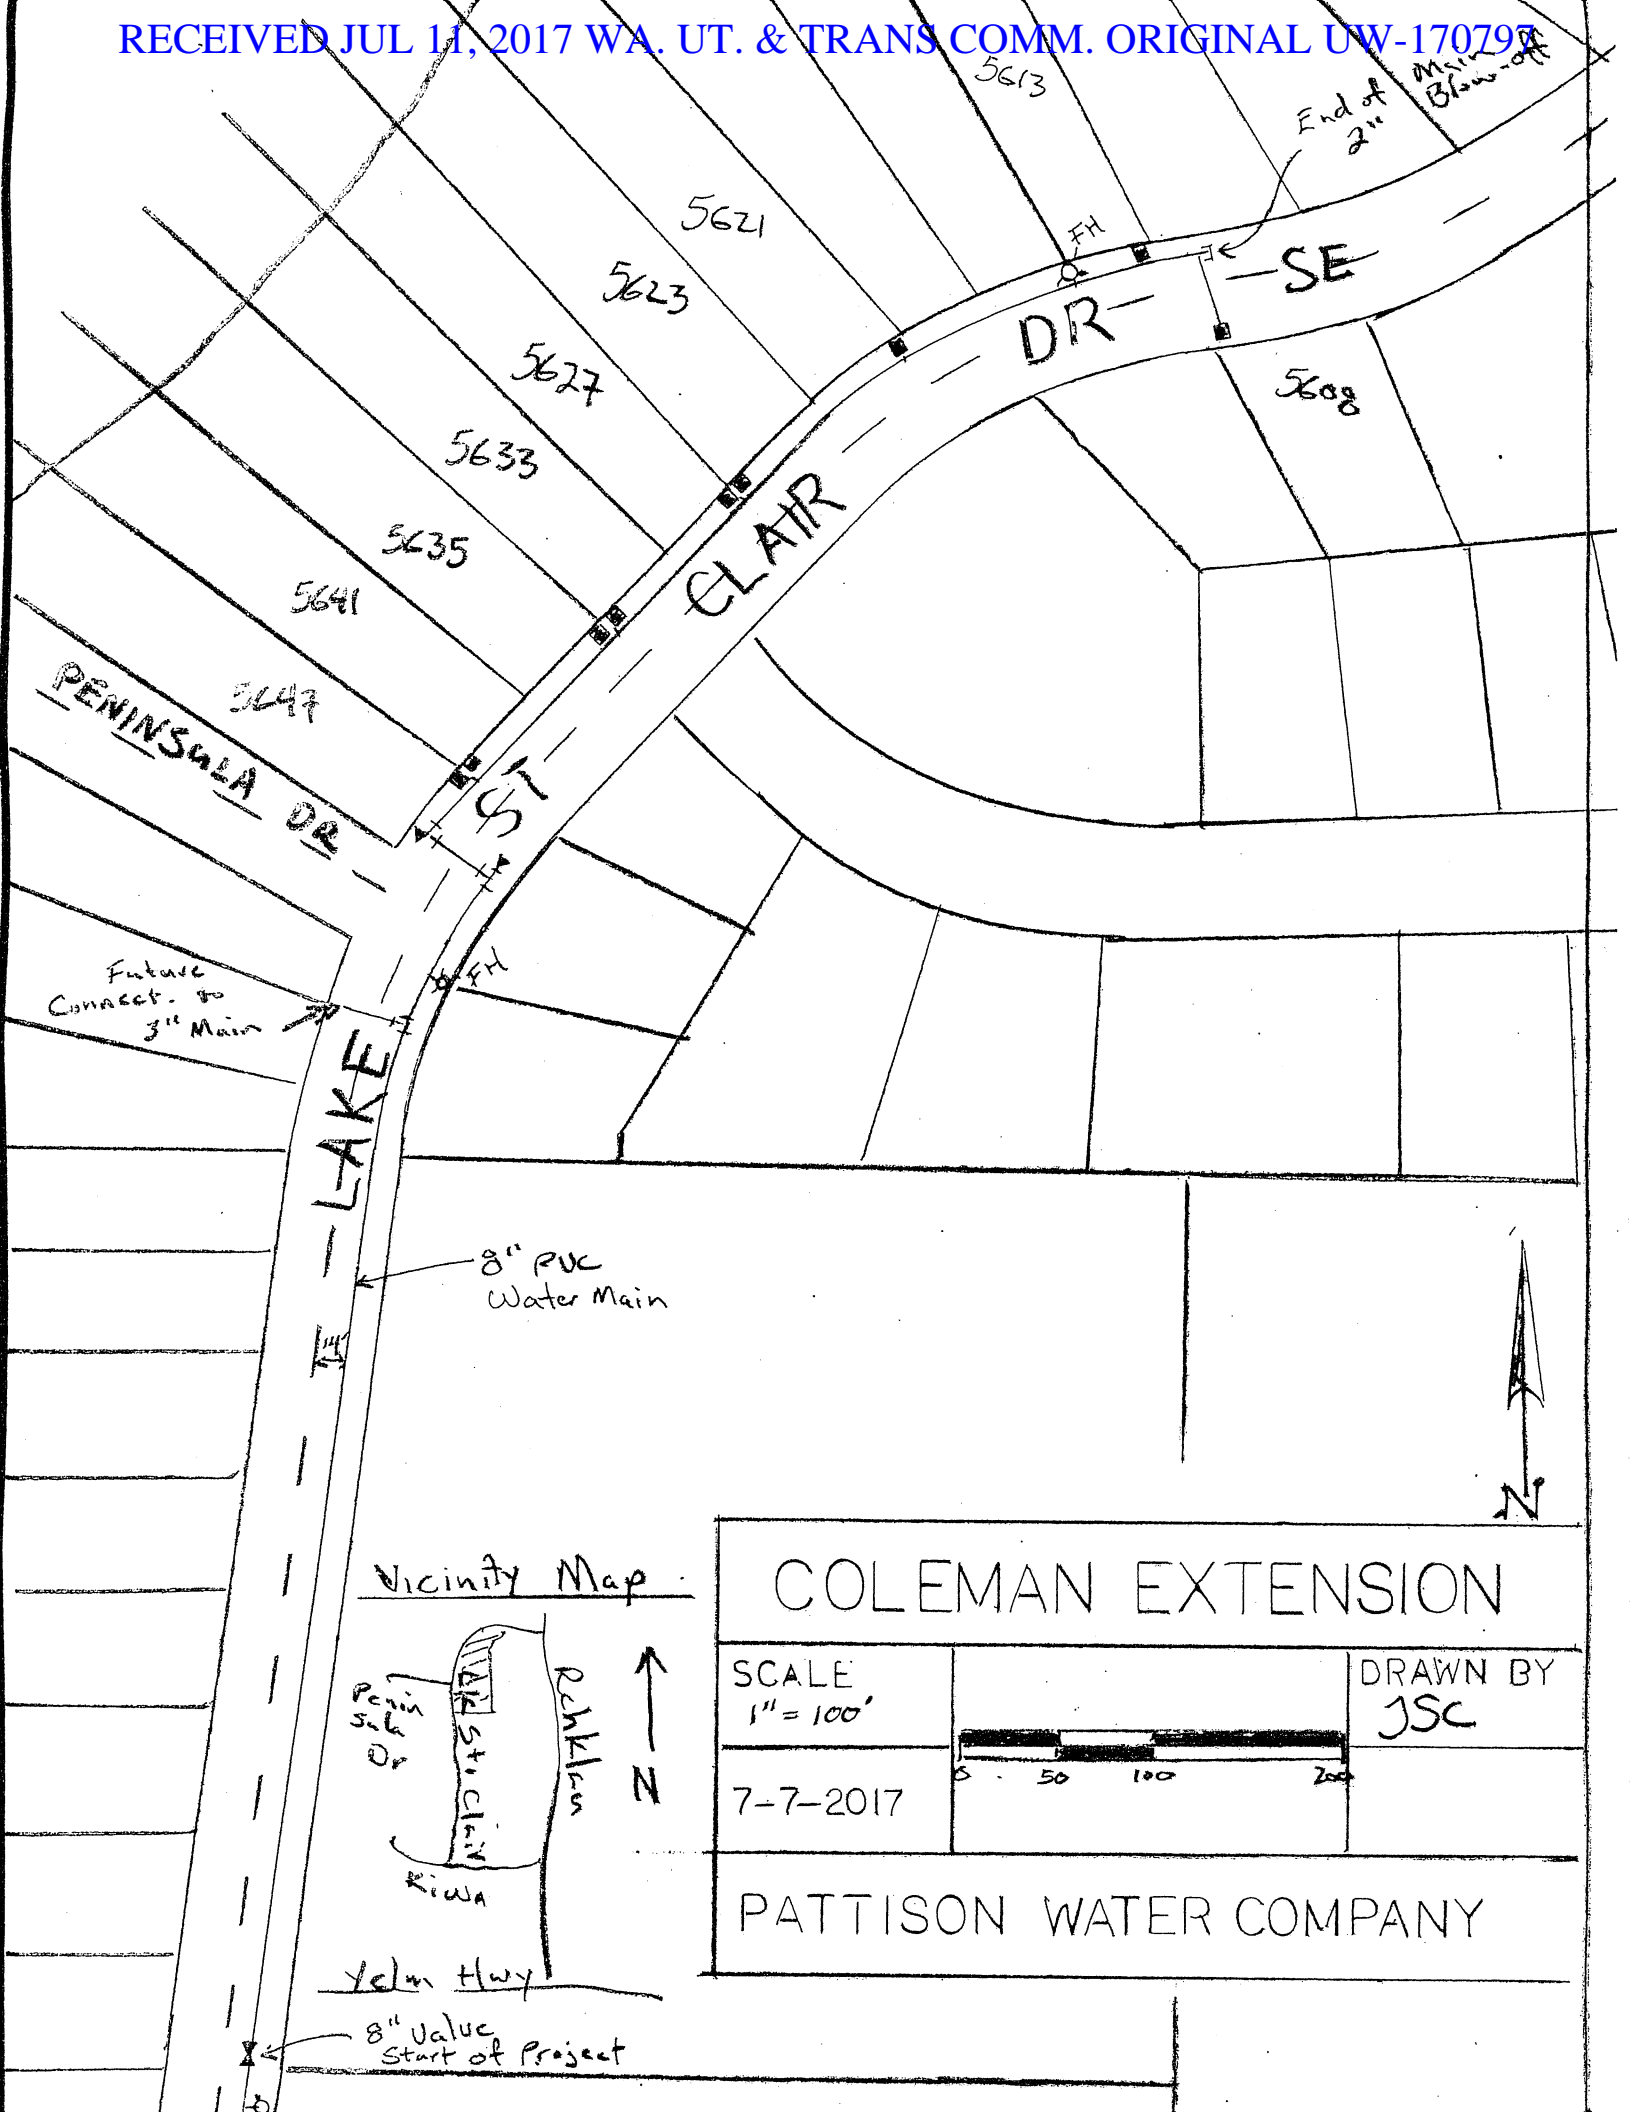 RECEIVED JUL 11, 2017 WA. UT. & TRANS COMM. ORIGINAL UW-170797
5613
End of
2"
Main
Blow-off
FH
5621
5623
5627
5633
5635
5641
5647
5608
LAKE ST CLAIR DR SE
PENINSULA DR
FH
Future
Connect. to
3" Main
8" PVC
Water Main
14'
N
Vicinity Map
Penin
sula
Dr
Lk St. Clair
Rehklau
N
Kiwa
Yelm Hwy
8" Valve
Start of Project
COLEMAN EXTENSION
SCALE
1" = 100'
0 50 100 200
DRAWN BY
JSC
7-7-2017
PATTISON WATER COMPANY